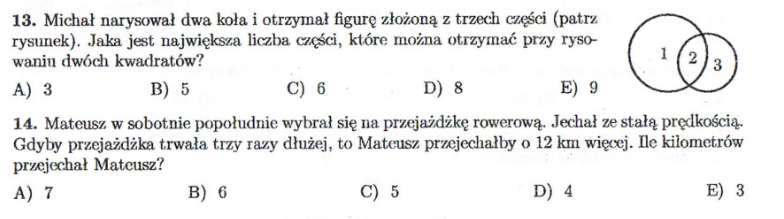 13. Michał narysował dwa koła i otrzymał figurę złożoną z trzech części (patrz
rysunek). Jaka jest największa liczba części, które można otrzymać przy ryso-
waniu dwóch kwadratów?
A) 3 B) 5 C) 6 D) 8 E) 9
1 2 3
14. Mateusz w sobotnie popołudnie wybrał się na przejażdżkę rowerową. Jechał ze stałą prędkością.
Gdyby przejażdżka trwała trzy razy dłużej, to Mateusz przejechałby o 12 km więcej. Ile kilometrów
przejechał Mateusz?
A) 7 B) 6 C) 5 D) 4 E) 3